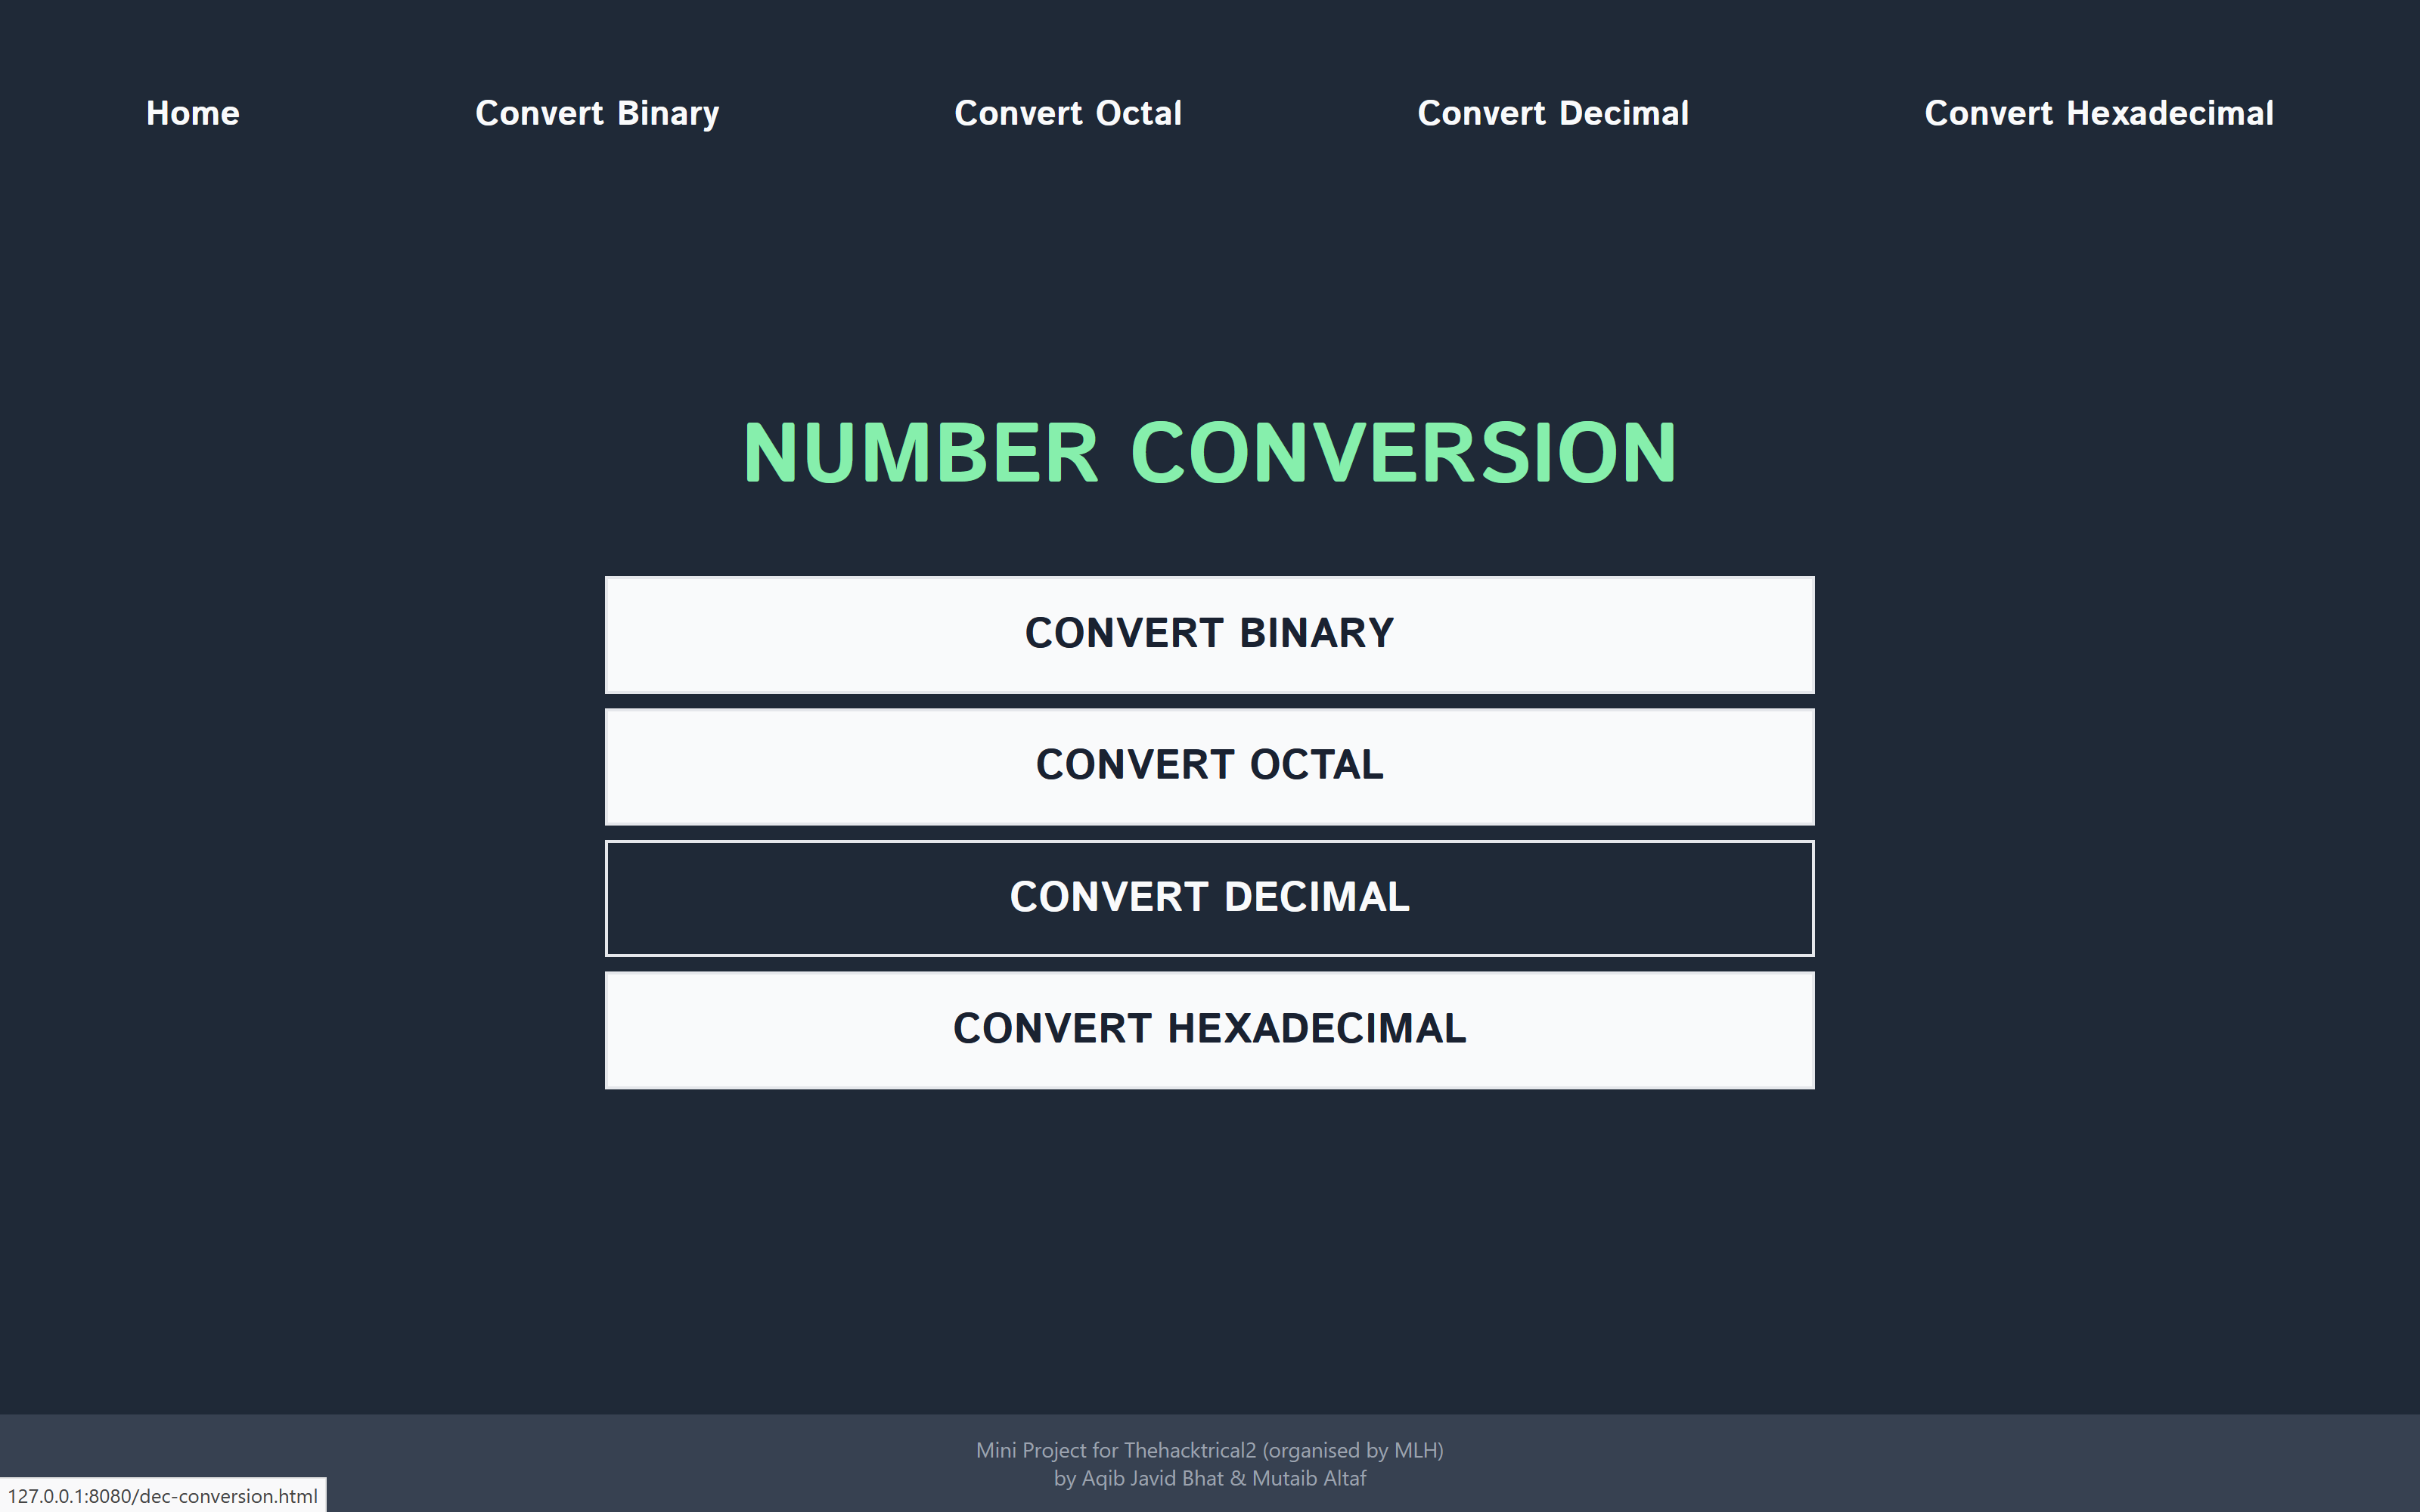 Home Convert Binary Convert Octal Convert Decimal Convert Hexadecimal
NUMBER CONVERSION
CONVERT BINARY
CONVERT OCTAL
CONVERT DECIMAL
CONVERT HEXADECIMAL
Mini Project for Thehacktrical2 (organised by MLH)
by Aqib Javid Bhat & Mutaib Altaf
127.0.0.1:8080/dec-conversion.html